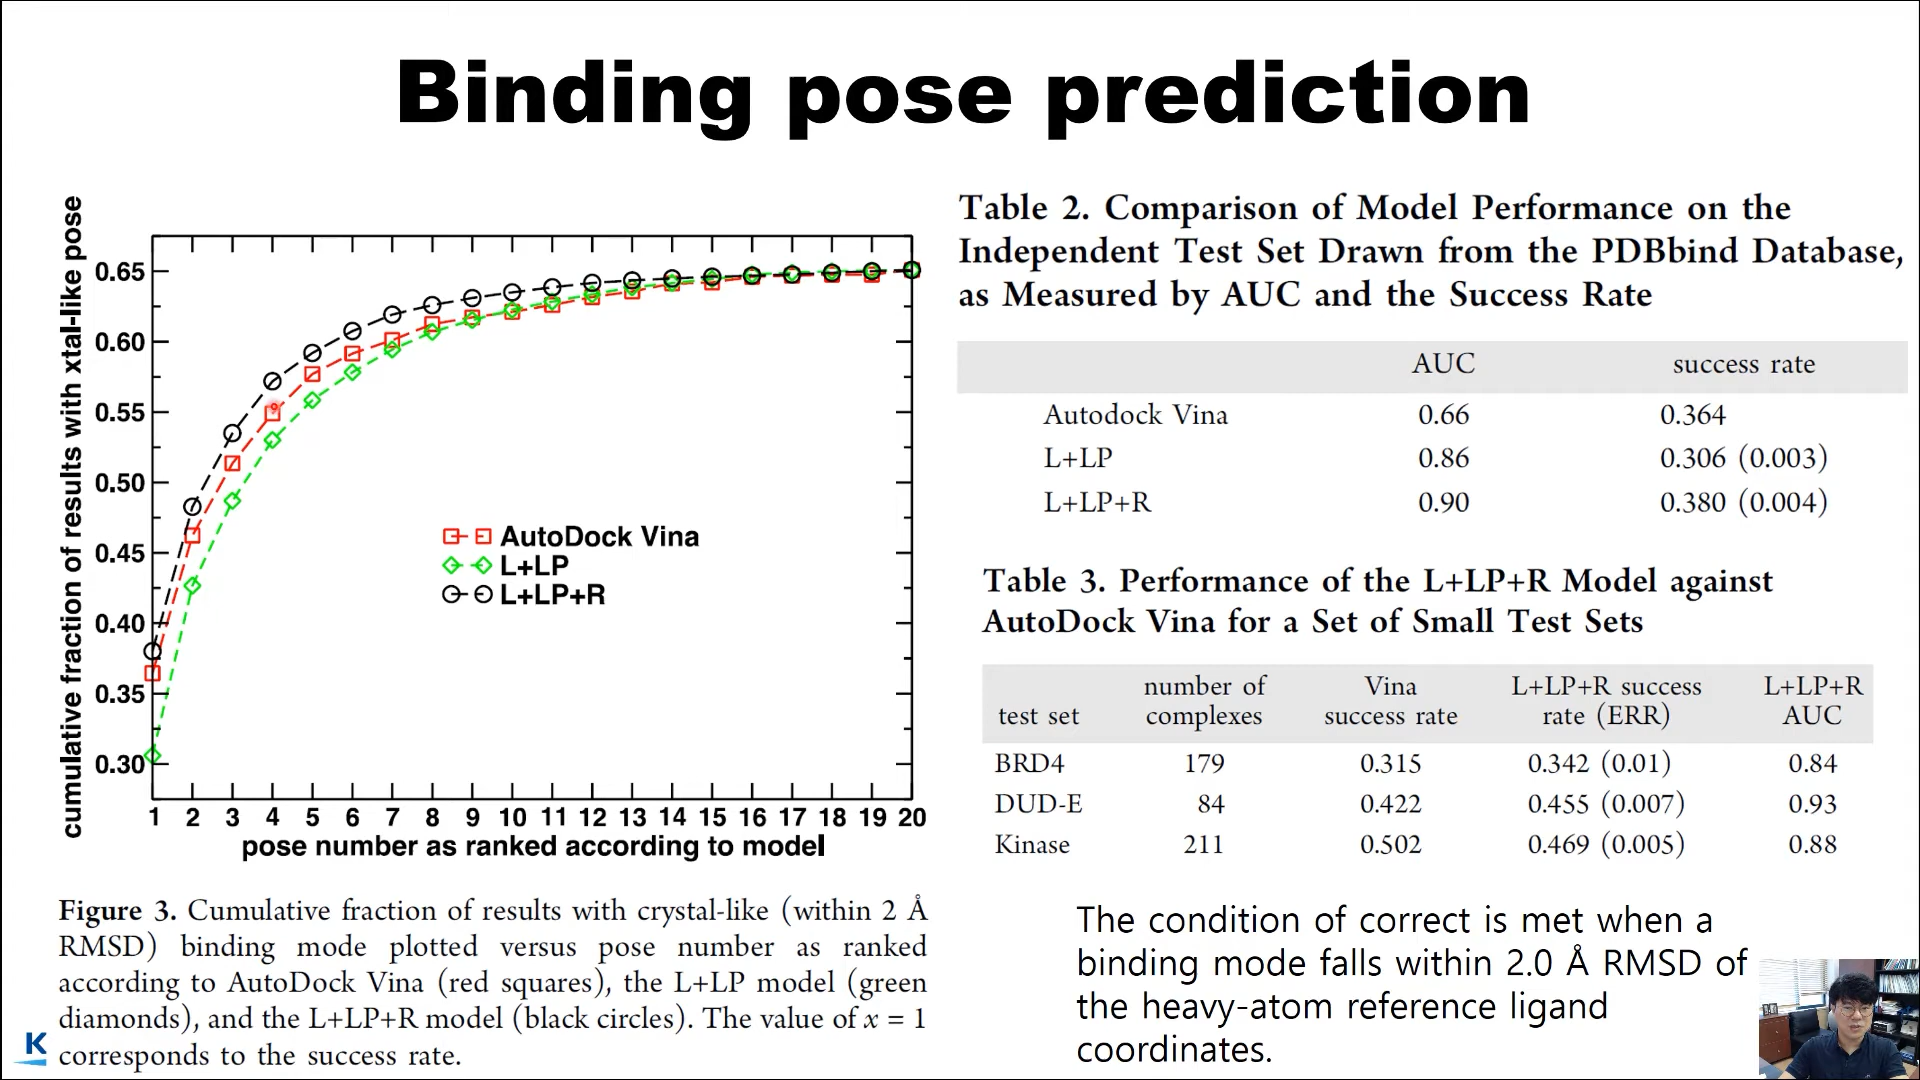 Binding pose prediction
cumulative fraction of results with xtal-like pose
0.65
0.60
0.55
0.50
0.45
0.40
0.35
0.30
AutoDock Vina
L+LP
L+LP+R
1 2 3 4 5 6 7 8 9 10 11 12 13 14 15 16 17 18 19 20
pose number as ranked according to model
Figure 3. Cumulative fraction of results with crystal-like (within 2 Å
RMSD) binding mode plotted versus pose number as ranked
according to AutoDock Vina (red squares), the L+LP model (green
diamonds), and the L+LP+R model (black circles). The value of x = 1
corresponds to the success rate.
K
Table 2. Comparison of Model Performance on the
Independent Test Set Drawn from the PDBbind Database,
as Measured by AUC and the Success Rate
AUC success rate
Autodock Vina 0.66 0.364
L+LP 0.86 0.306 (0.003)
L+LP+R 0.90 0.380 (0.004)
Table 3. Performance of the L+LP+R Model against
AutoDock Vina for a Set of Small Test Sets
number of Vina L+LP+R success L+LP+R
test set complexes success rate rate (ERR) AUC
BRD4 179 0.315 0.342 (0.01) 0.84
DUD-E 84 0.422 0.455 (0.007) 0.93
Kinase 211 0.502 0.469 (0.005) 0.88
The condition of correct is met when a
binding mode falls within 2.0 Å RMSD of
the heavy-atom reference ligand
coordinates.